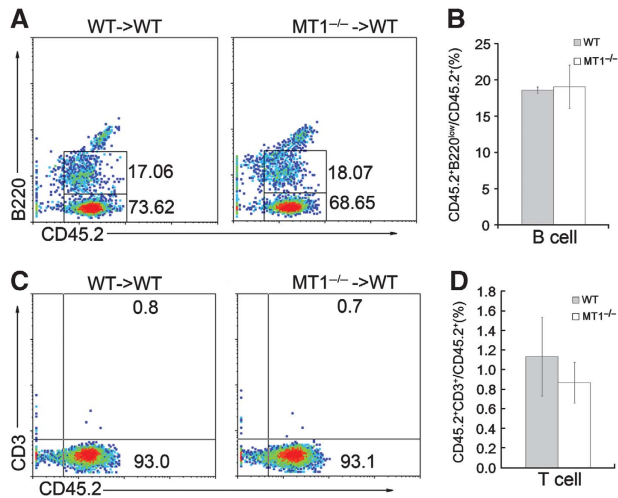 A
WT->WT
MT1⁻/⁻ ->WT
B220
17.06
73.62
18.07
68.65
CD45.2
B
CD45.2⁺B220ˡᵒʷ/CD45.2⁺(%)
25
20
15
10
5
0
WT
MT1⁻/⁻
B cell
C
WT->WT
MT1⁻/⁻ ->WT
CD3
0.8
93.0
0.7
93.1
CD45.2
D
CD45.2⁺CD3⁺/CD45.2⁺(%)
1.8
1.6
1.4
1.2
1.0
0.8
0.6
0.4
0.2
0.0
WT
MT1⁻/⁻
T cell